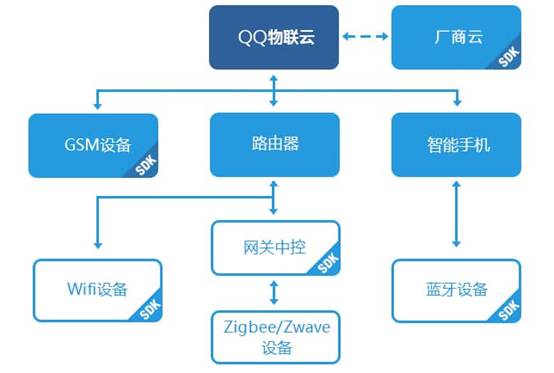 QQ物联云
厂商云
SDK
GSM设备
SDK
路由器
智能手机
网关中控
SDK
Wifi设备
SDK
蓝牙设备
SDK
Zigbee/Zwave
设备